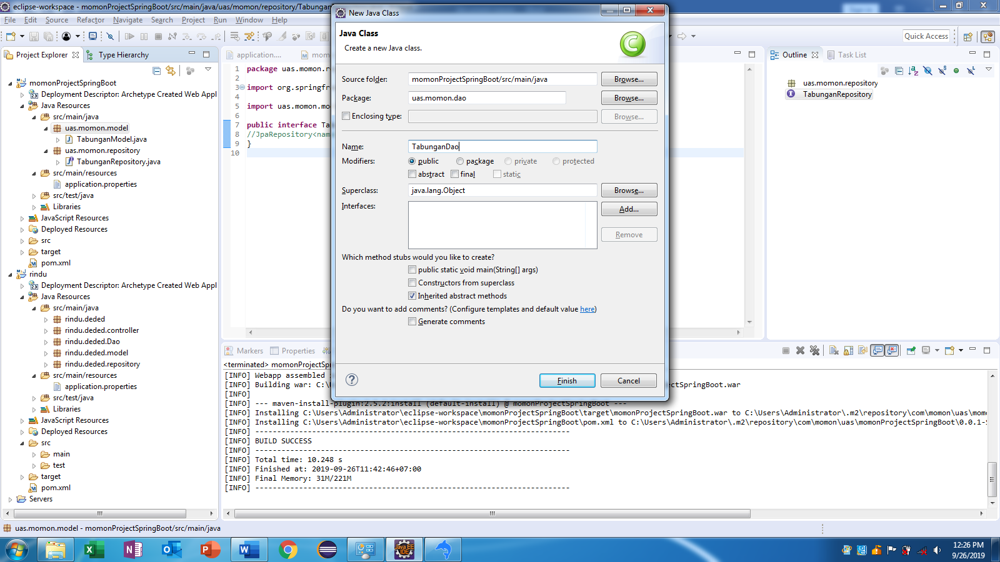 eclipse-workspace - momonProjectSpringBoot/src/main/java/uas/momon/repository/Tabungan
File Edit Source Refactor Navigate Search Project Run Window Help
Quick Access
Project Explorer
Type Hierarchy
momonProjectSpringBoot
Deployment Descriptor: Archetype Created Web Appl
Java Resources
src/main/java
uas.momon.model
TabunganModel.java
uas.momon.repository
TabunganRepository.java
src/main/resources
application.properties
src/test/java
Libraries
JavaScript Resources
Deployed Resources
src
target
pom.xml
rindu
Deployment Descriptor: Archetype Created Web Appl
Java Resources
src/main/java
rindu.deded
rindu.deded.controller
rindu.deded.Dao
rindu.deded.model
rindu.deded.repository
src/main/resources
application.properties
src/test/java
Libraries
JavaScript Resources
Deployed Resources
src
main
test
target
pom.xml
Servers
application....
mom
1 package uas.momon.r
2
3 import org.springfr
4
5 import uas.momon.mo
6
7 public interface Ta
8 //JpaRepository<nam
9 }
10
New Java Class
Java Class
Create a new Java class.
Source folder: momonProjectSpringBoot/src/main/java Browse...
Package: uas.momon.dao Browse...
Enclosing type: Browse...
Name: TabunganDao
Modifiers: public package private protected
abstract final static
Superclass: java.lang.Object Browse...
Interfaces: Add...
Remove
Which method stubs would you like to create?
public static void main(String[] args)
Constructors from superclass
Inherited abstract methods
Do you want to add comments? (Configure templates and default value here)
Generate comments
Finish Cancel
Outline
Task List
uas.momon.repository
TabunganRepository
Markers Properties
<terminated> momonProjectSpr
[INFO] Webapp assembled
[INFO] Building war: C:\
ojectSpringBoot.war
[INFO]
[INFO] --- maven-install-plugin:2.5.2:install (default-install) @ momonProjectSpringBoot ---
[INFO] Installing C:\Users\Administrator\eclipse-workspace\momonProjectSpringBoot\target\momonProjectSpringBoot.war to C:\Users\Administrator\.m2\repository\com\momon\uas\momo
[INFO] Installing C:\Users\Administrator\eclipse-workspace\momonProjectSpringBoot\pom.xml to C:\Users\Administrator\.m2\repository\com\momon\uas\momonProjectSpringBoot\0.0.1-S
[INFO] ------------------------------------------------------------------------
[INFO] BUILD SUCCESS
[INFO] ------------------------------------------------------------------------
[INFO] Total time: 10.248 s
[INFO] Finished at: 2019-09-26T11:42:46+07:00
[INFO] Final Memory: 31M/221M
[INFO] ------------------------------------------------------------------------
uas.momon.model - momonProjectSpringBoot/src/main/java
Java EE
IDE
12:26 PM
9/26/2019